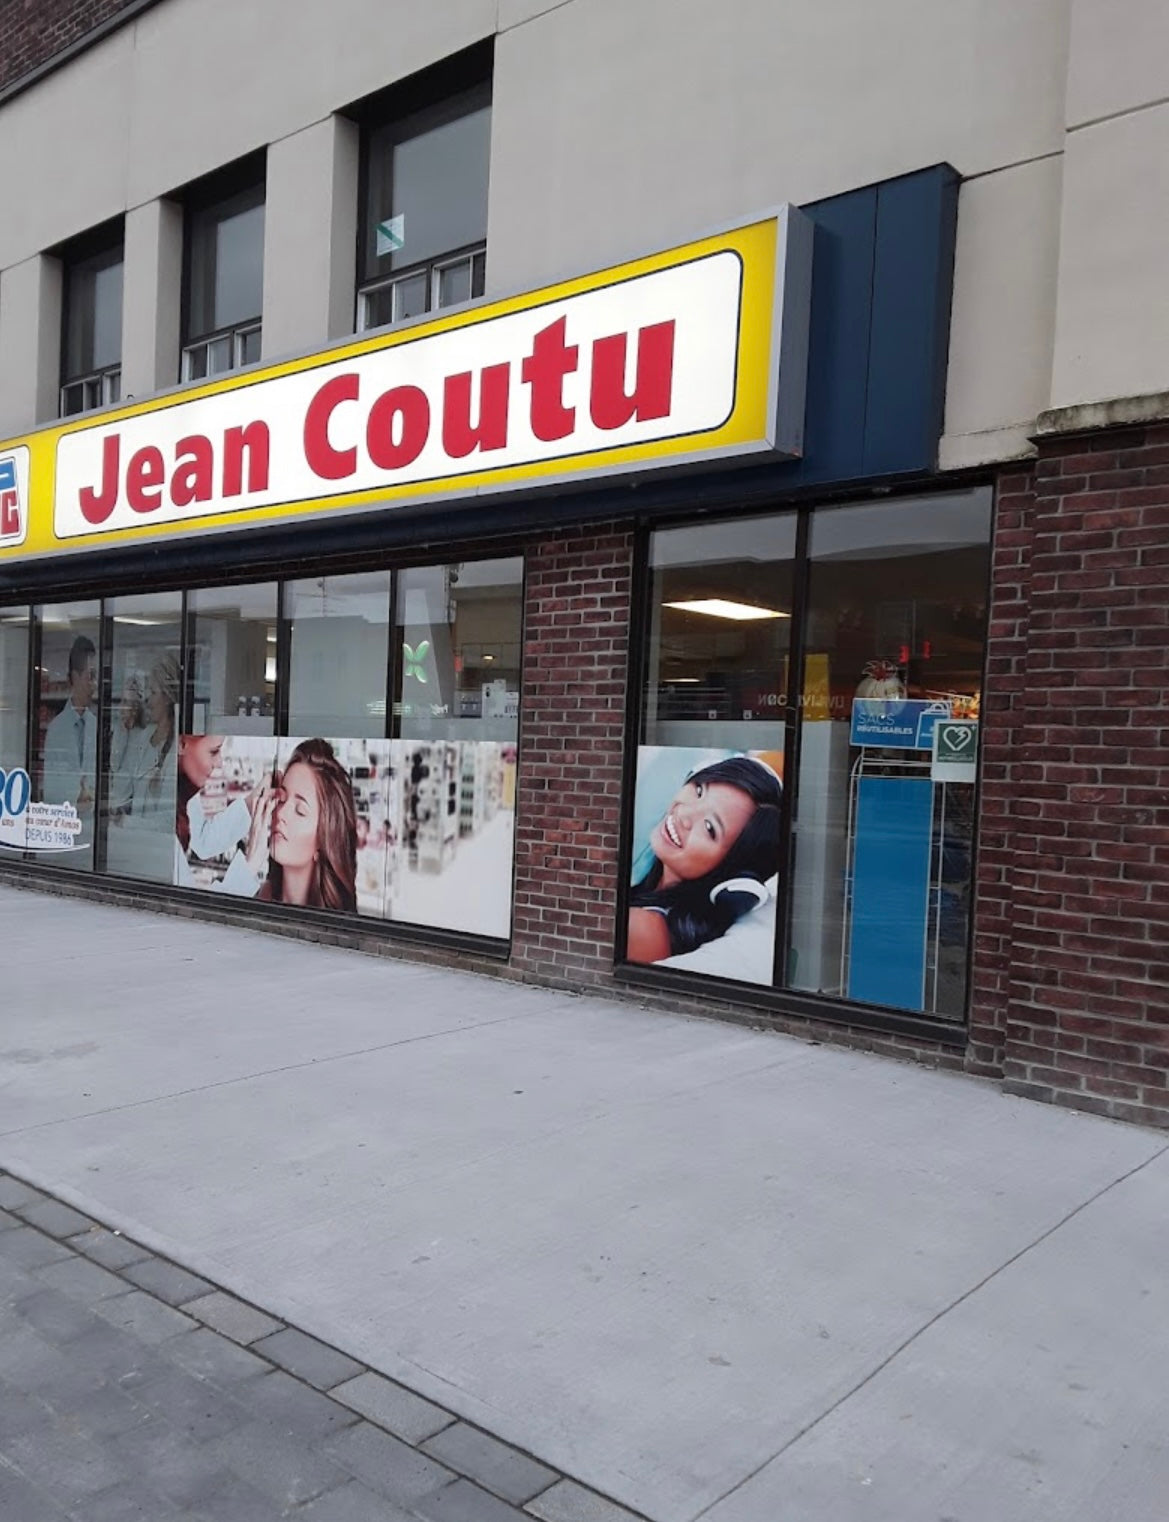 Jean Coutu
30
ans
à votre service
au cœur d'Amos
DEPUIS 1986
SACS
RÉUTILISABLES